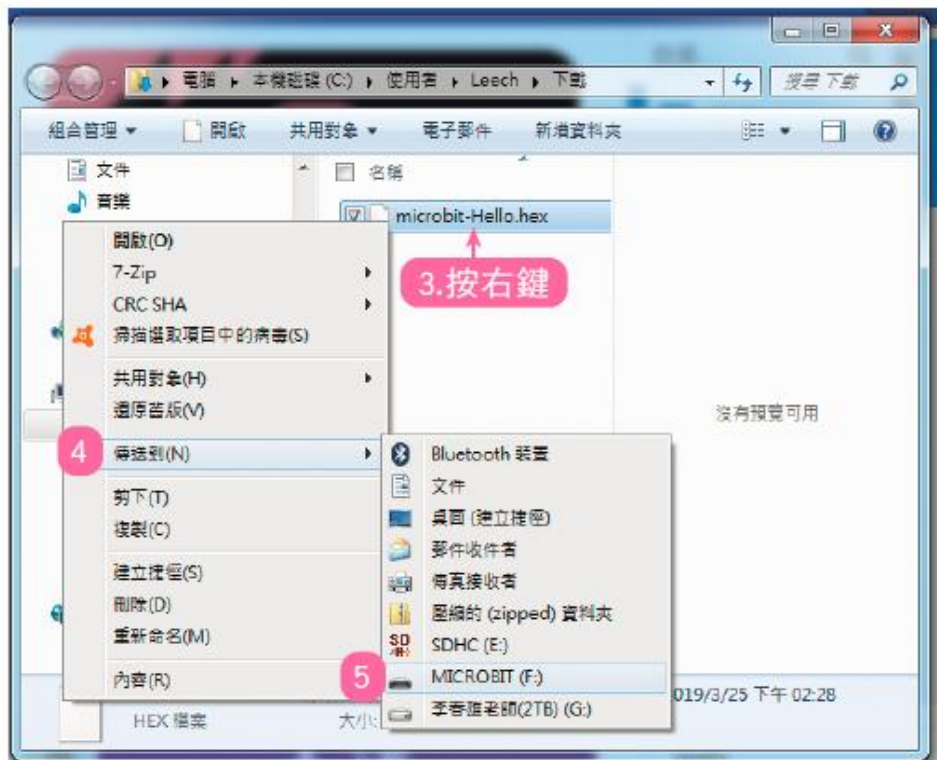 電腦 ▸ 本機磁碟 (C:) ▸ 使用者 ▸ Leech ▸ 下載
搜尋 下載
組合管理 開啟 共用對象 電子郵件 新增資料夾
文件
音樂
名稱
microbit-Hello.hex
3.按右鍵
開啟(O)
7-Zip
CRC SHA
掃描選取項目中的病毒(S)
共用對象(H)
還原舊版(V)
沒有預覽可用
4 傳送到(N)
剪下(T)
複製(C)
建立捷徑(S)
刪除(D)
重新命名(M)
內容(R)
Bluetooth 裝置
文件
桌面 (建立捷徑)
郵件收件者
傳真接收者
壓縮的 (zipped) 資料夾
SDHC (E:)
5 MICROBIT (F:)
李春雄老師(2TB) (G:)
019/3/25 下午 02:28
HEX 檔案
大小: